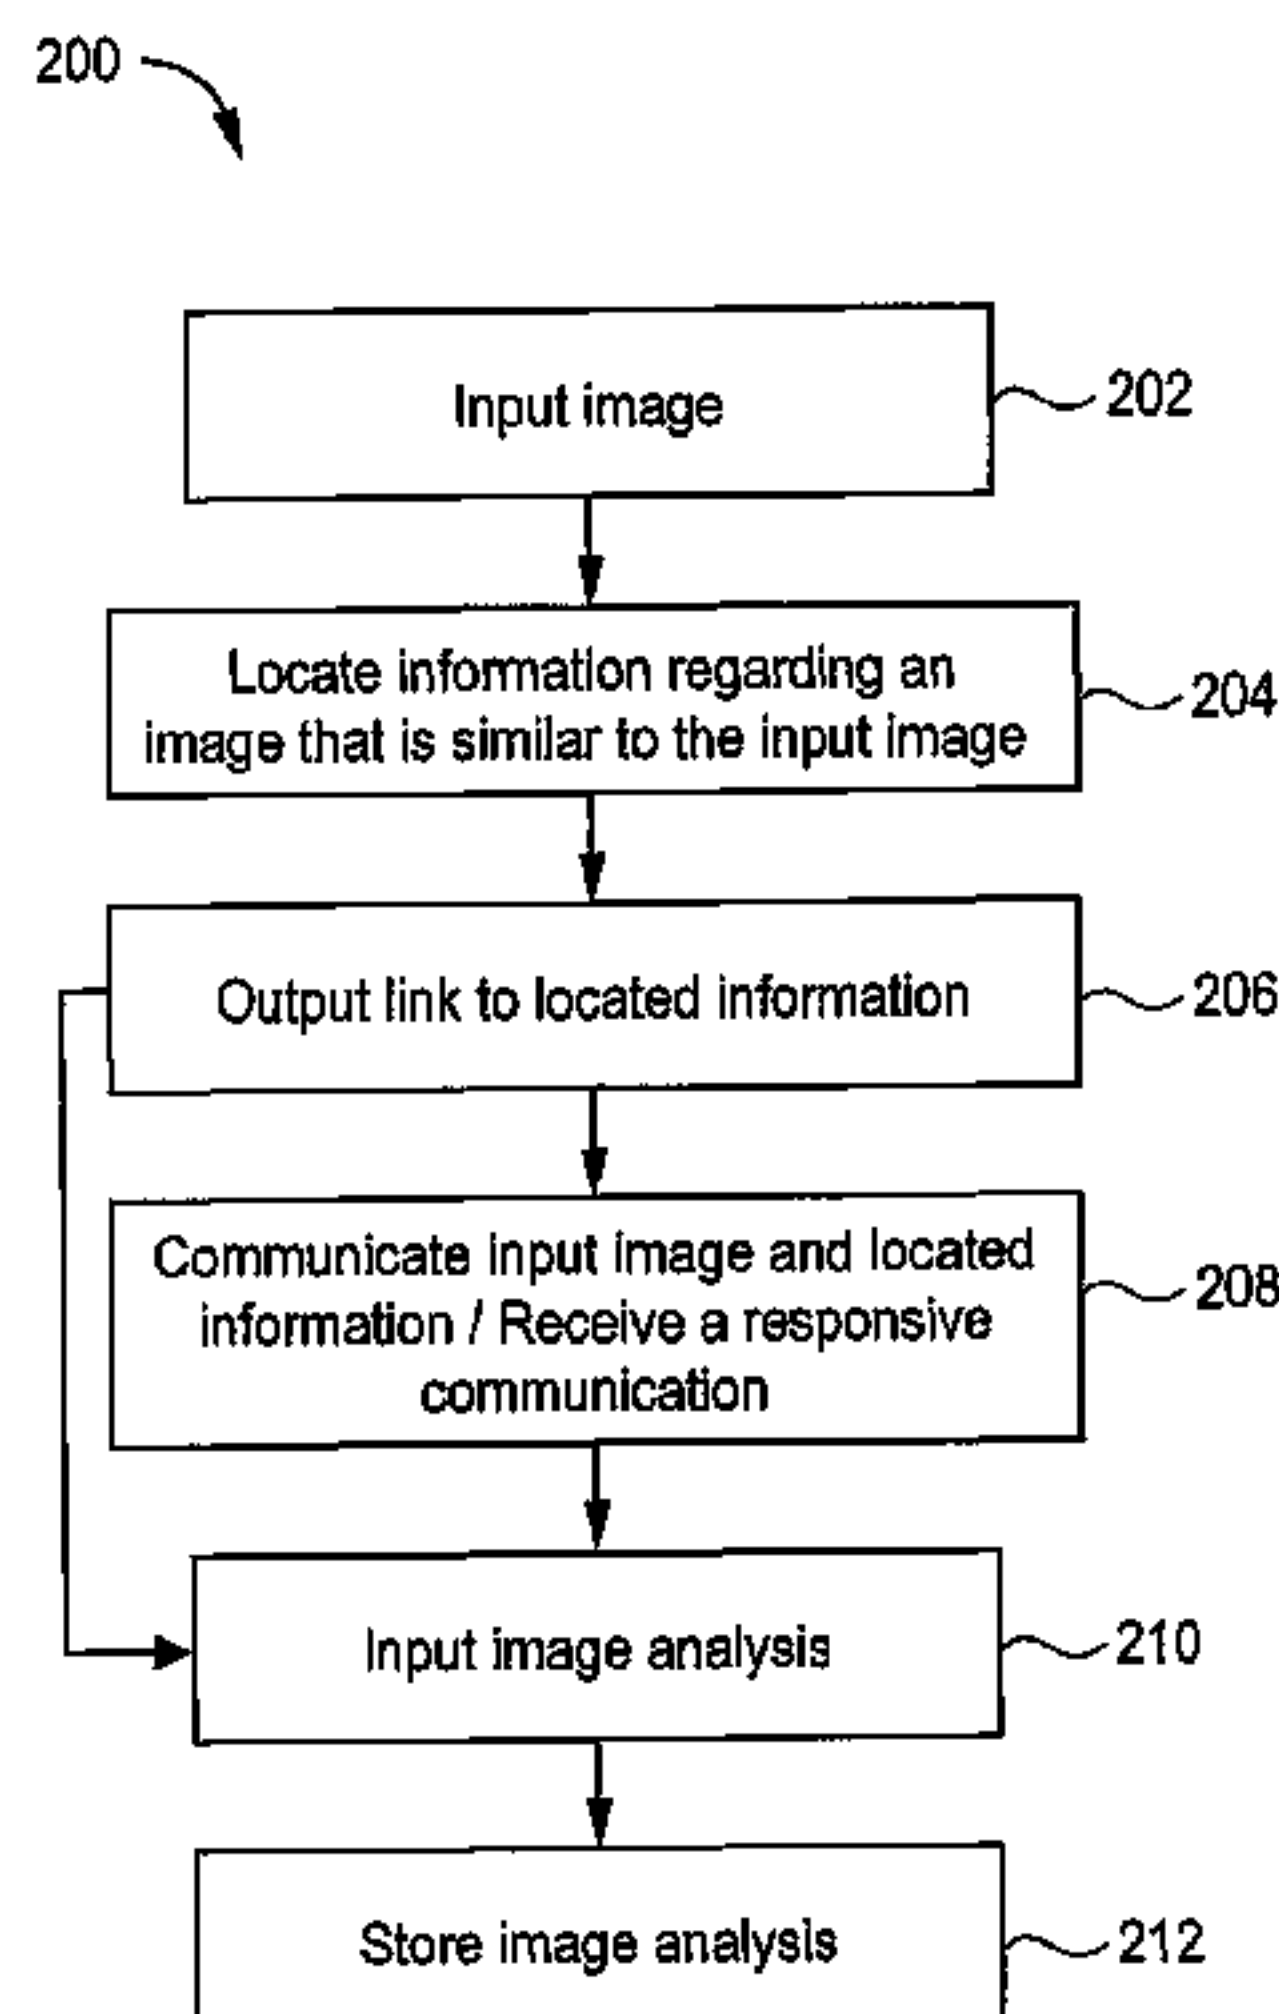 200
Input image
202
Locate information regarding an
image that is similar to the input image
204
Output link to located information
206
Communicate input image and located
information / Receive a responsive
communication
208
Input image analysis
210
Store image analysis
212